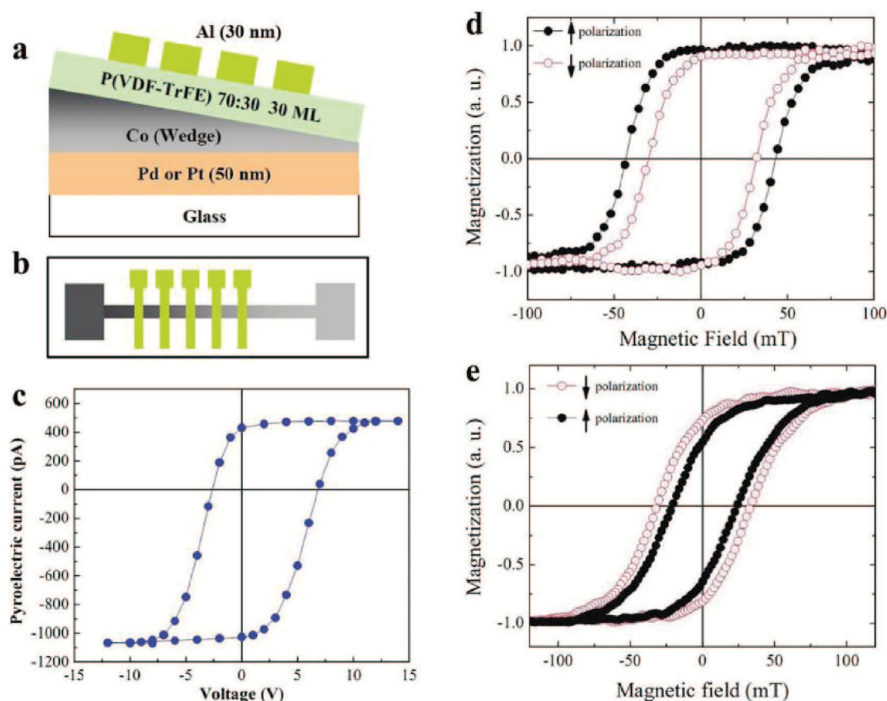 a
Al (30 nm)
P(VDF-TrFE) 70:30 30 ML
Co (Wedge)
Pd or Pt (50 nm)
Glass
b
c
600
400
200
0
-200
-400
-600
-800
-1000
-1200
Pyroelectric current (pA)
-15 -10 -5 0 5 10 15
Voltage (V)
d
polarization
polarization
1.0
0.5
0.0
-0.5
-1.0
Magnetization (a. u.)
-100 -50 0 50 100
Magnetic Field (mT)
e
polarization
polarization
1.0
0.5
0.0
-0.5
-1.0
Magnetization (a. u.)
-50 0 50
Magnetic field (mT)